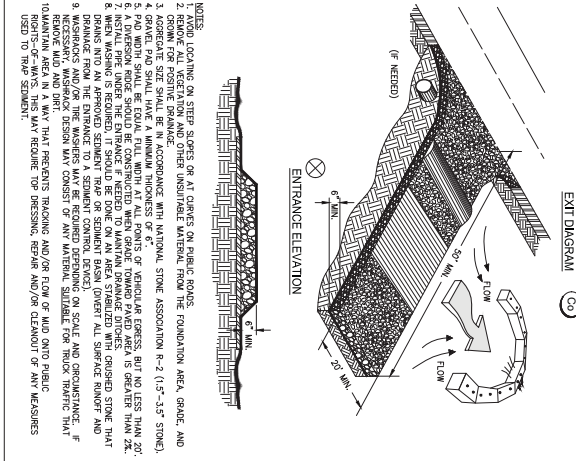 EXIT DIAGRAM
Co
(IF NEEDED)
50' MIN.
FLOW
FLOW
20' MIN.
6" MIN.
ENTRANCE ELEVATION
6" MIN.
NOTES:
1. AVOID LOCATING ON STEEP SLOPES OR AT CURVES ON PUBLIC ROADS.
2. REMOVE ALL VEGETATION AND OTHER UNSUITABLE MATERIAL FROM THE FOUNDATION AREA, GRADE, AND
CROWN FOR POSITIVE DRAINAGE.
3. AGGREGATE SIZE SHALL BE IN ACCORDANCE WITH NATIONAL STONE ASSOCIATION R-2 (1.5"-3.5" STONE).
4. GRAVEL PAD SHALL HAVE A MINIMUM THICKNESS OF 6".
5. PAD WIDTH SHALL BE EQUAL FULL WIDTH AT ALL POINTS OF VEHICULAR EGRESS, BUT NO LESS THAN 20'.
6. A DIVERSION RIDGE SHOULD BE CONSTRUCTED WHEN GRADE TOWARD PAVED AREA IS GREATER THAN 2%.
7. INSTALL PIPE UNDER THE ENTRANCE IF NEEDED TO MAINTAIN DRAINAGE DITCHES.
8. WHEN WASHING IS REQUIRED, IT SHOULD BE DONE ON AN AREA STABILIZED WITH CRUSHED STONE THAT
DRAINS INTO AN APPROVED SEDIMENT TRAP OR SEDIMENT BASIN (DIVERT ALL SURFACE RUNOFF AND
DRAINAGE FROM THE ENTRANCE TO A SEDIMENT CONTROL DEVICE).
9. WASHRACKS AND/OR TIRE WASHERS MAY BE REQUIRED DEPENDING ON SCALE AND CIRCUMSTANCE. IF
NECESSARY, WASHRACK DESIGN MAY CONSIST OF ANY MATERIAL SUITABLE FOR TRUCK TRAFFIC THAT
REMOVE MUD AND DIRT.
10. MAINTAIN AREA IN A WAY THAT PREVENTS TRACKING AND/OR FLOW OF MUD ONTO PUBLIC
RIGHTS-OF-WAYS. THIS MAY REQUIRE TOP DRESSING, REPAIR AND/OR CLEANOUT OF ANY MEASURES
USED TO TRAP SEDIMENT.